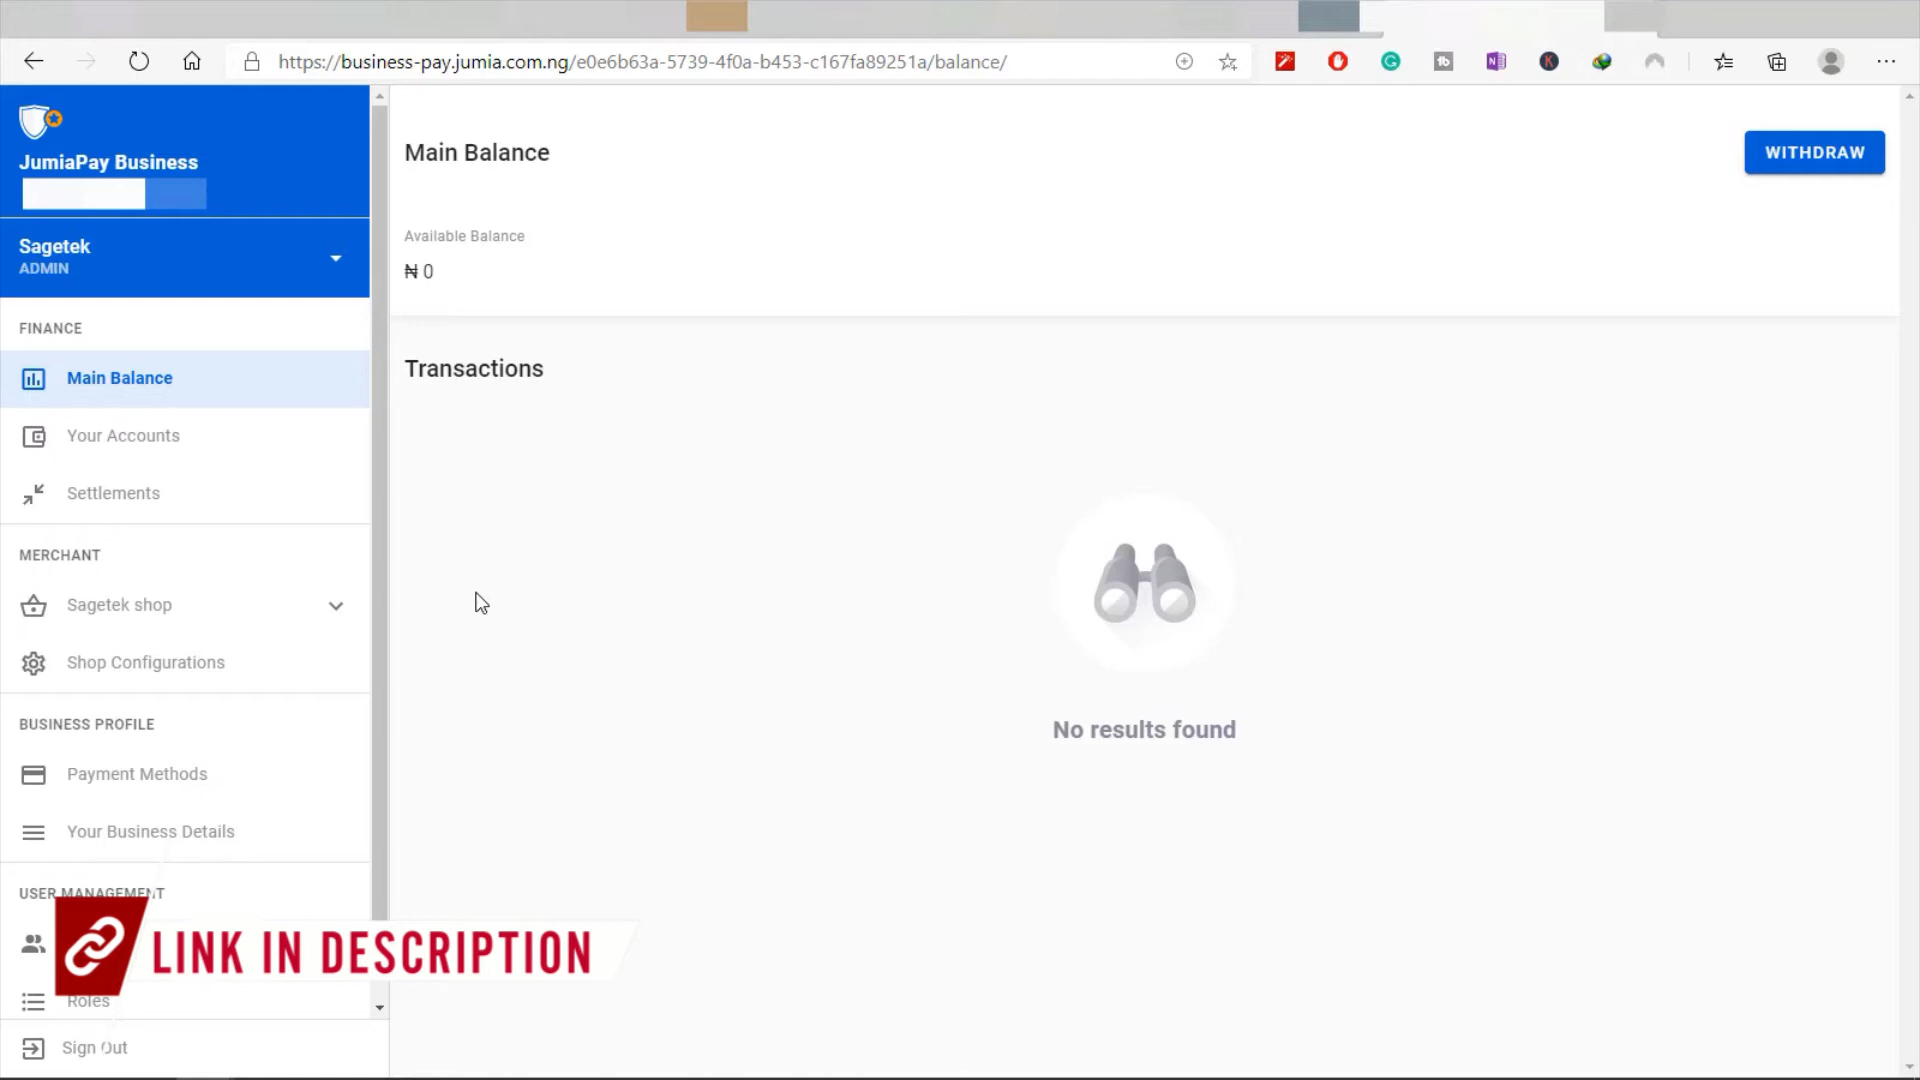 https://business-pay.jumia.com.ng/e0e6b63a-5739-4f0a-b453-c167fa89251a/balance/
JumiaPay Business
Sagetek
ADMIN
FINANCE
Main Balance
Your Accounts
Settlements
MERCHANT
Sagetek shop
Shop Configurations
BUSINESS PROFILE
Payment Methods
Your Business Details
USER MANAGEMENT
Roles
Sign Out
Main Balance
WITHDRAW
Available Balance
₦ 0
Transactions
No results found
LINK IN DESCRIPTION